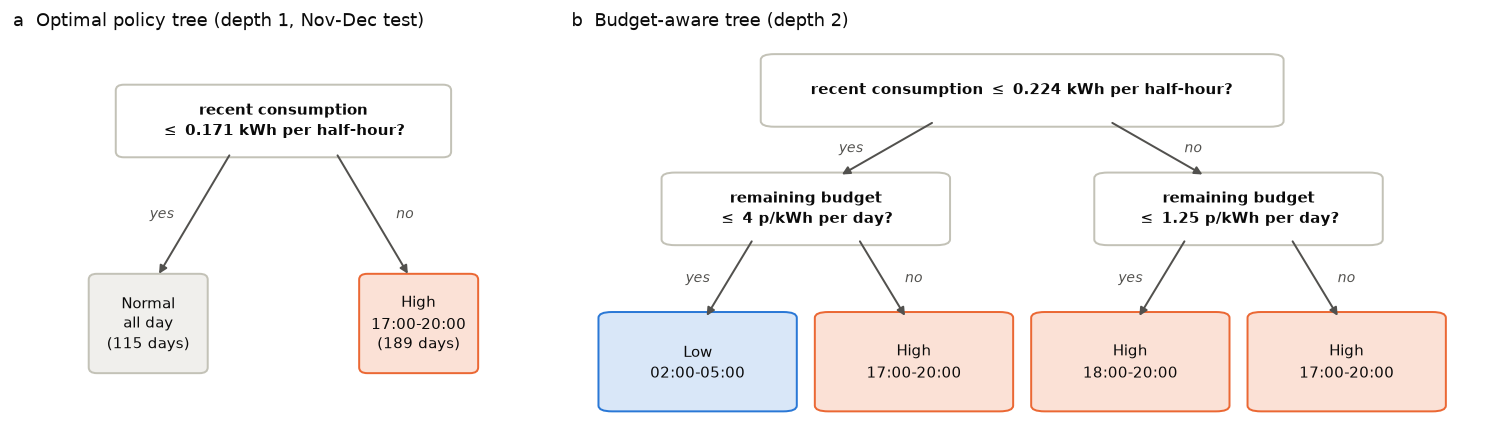 a Optimal policy tree (depth 1, Nov-Dec test)
recent consumption
≤ 0.171 kWh per half-hour?
yes
no
Normal
all day
(115 days)
High
17:00-20:00
(189 days)
b Budget-aware tree (depth 2)
recent consumption ≤ 0.224 kWh per half-hour?
yes
no
remaining budget
≤ 4 p/kWh per day?
remaining budget
≤ 1.25 p/kWh per day?
yes
no
yes
no
Low
02:00-05:00
High
17:00-20:00
High
18:00-20:00
High
17:00-20:00